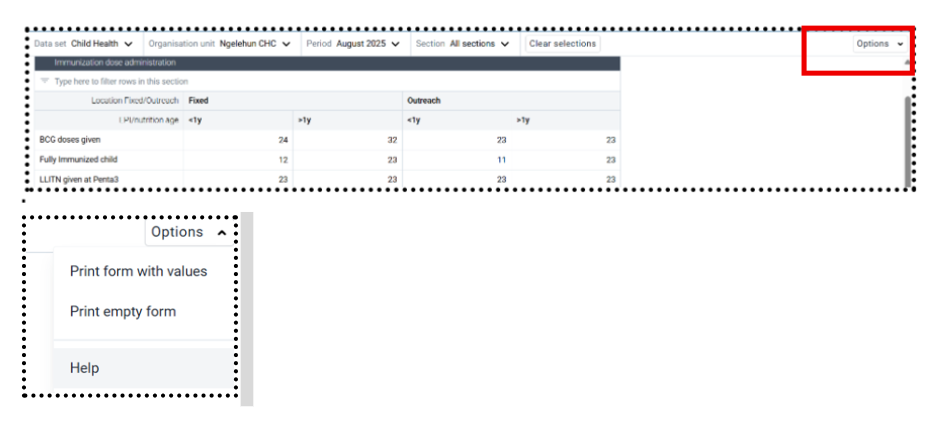 Data set Child Health Organisation unit Ngelehun CHC Period August 2025 Section All sections Clear selections Options
Immunization dose administration
Type here to filter rows in this section
Location Fixed/Outreach Fixed Outreach
EPI/nutrition age <1y >1y <1y >1y
BCG doses given 24 32 23 23
Fully Immunized child 12 23 11 23
LLITN given at Penta3 23 23 23 23
Options
Print form with values
Print empty form
Help